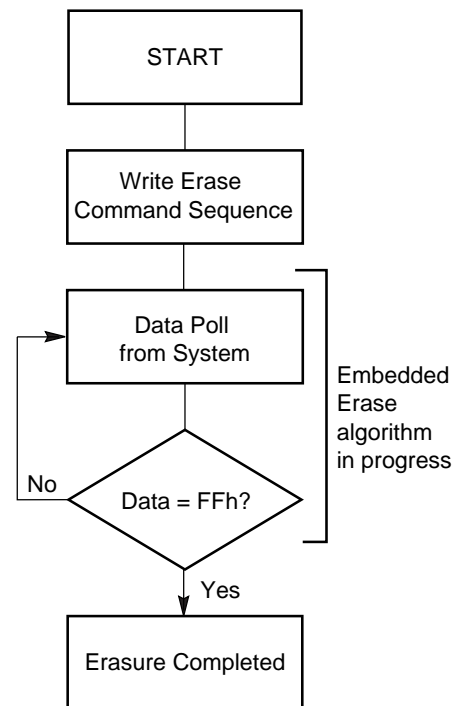 START
Write Erase
Command Sequence
Data Poll
from System
Embedded
Erase
algorithm
in progress
No
Data = FFh?
Yes
Erasure Completed